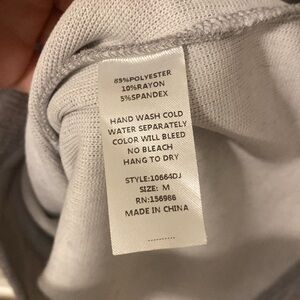 85%POLYESTER
10%RAYON
5%SPANDEX
HAND WASH COLD
WATER SEPARATELY
COLOR WILL BLEED
NO BLEACH
HANG TO DRY
STYLE:10664DJ
SIZE: M
RN:156986
MADE IN CHINA